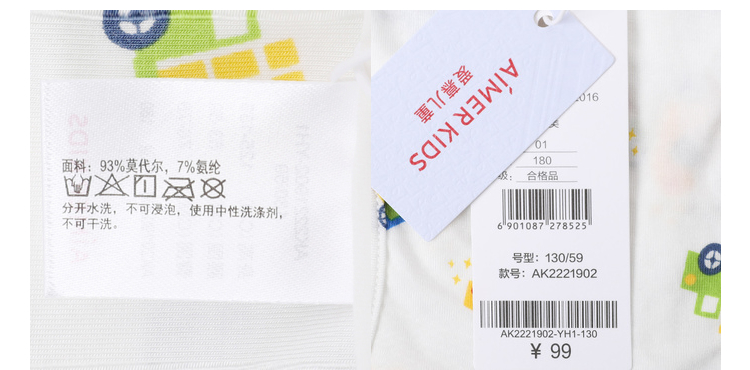 面料：93%莫代尔，7%氨纶
分开水洗，不可浸泡，使用中性洗涤剂，
不可干洗。
AIMER KIDS
爱慕儿童
2016
01
180
级：合格品
6 901087 278525
号型：130/59
款号：AK2221902
AK2221902-YH1-130
¥ 99